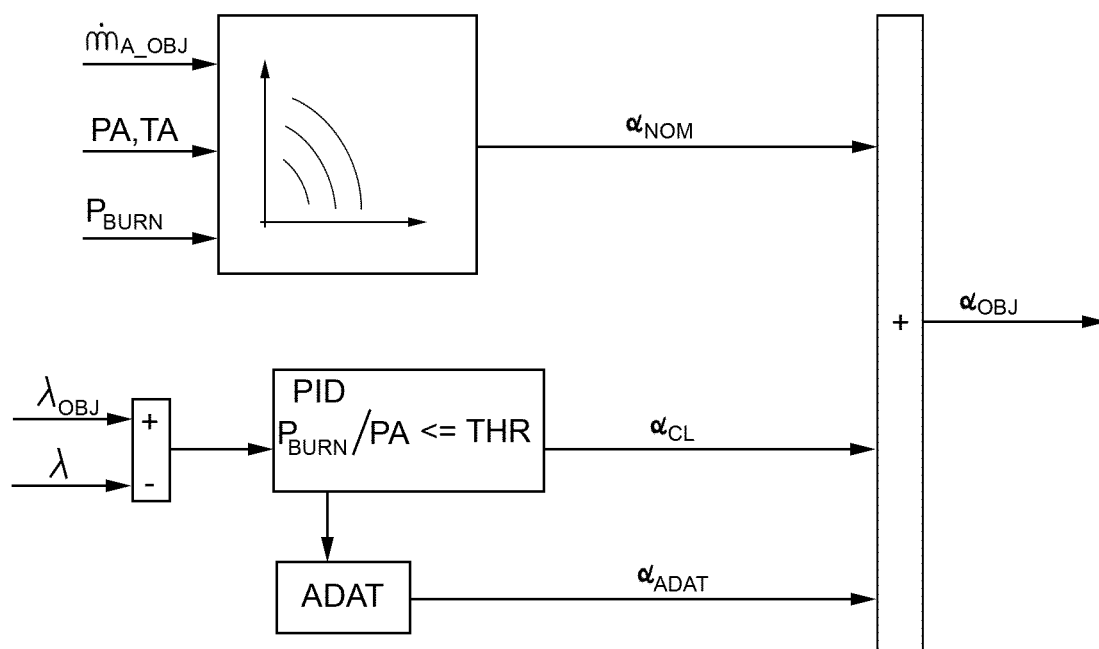 ṁA_OBJ
PA,TA
PBURN
αNOM
αOBJ
+
λOBJ
λ
+
-
PID
PBURN/PA <= THR
αCL
ADAT
αADAT